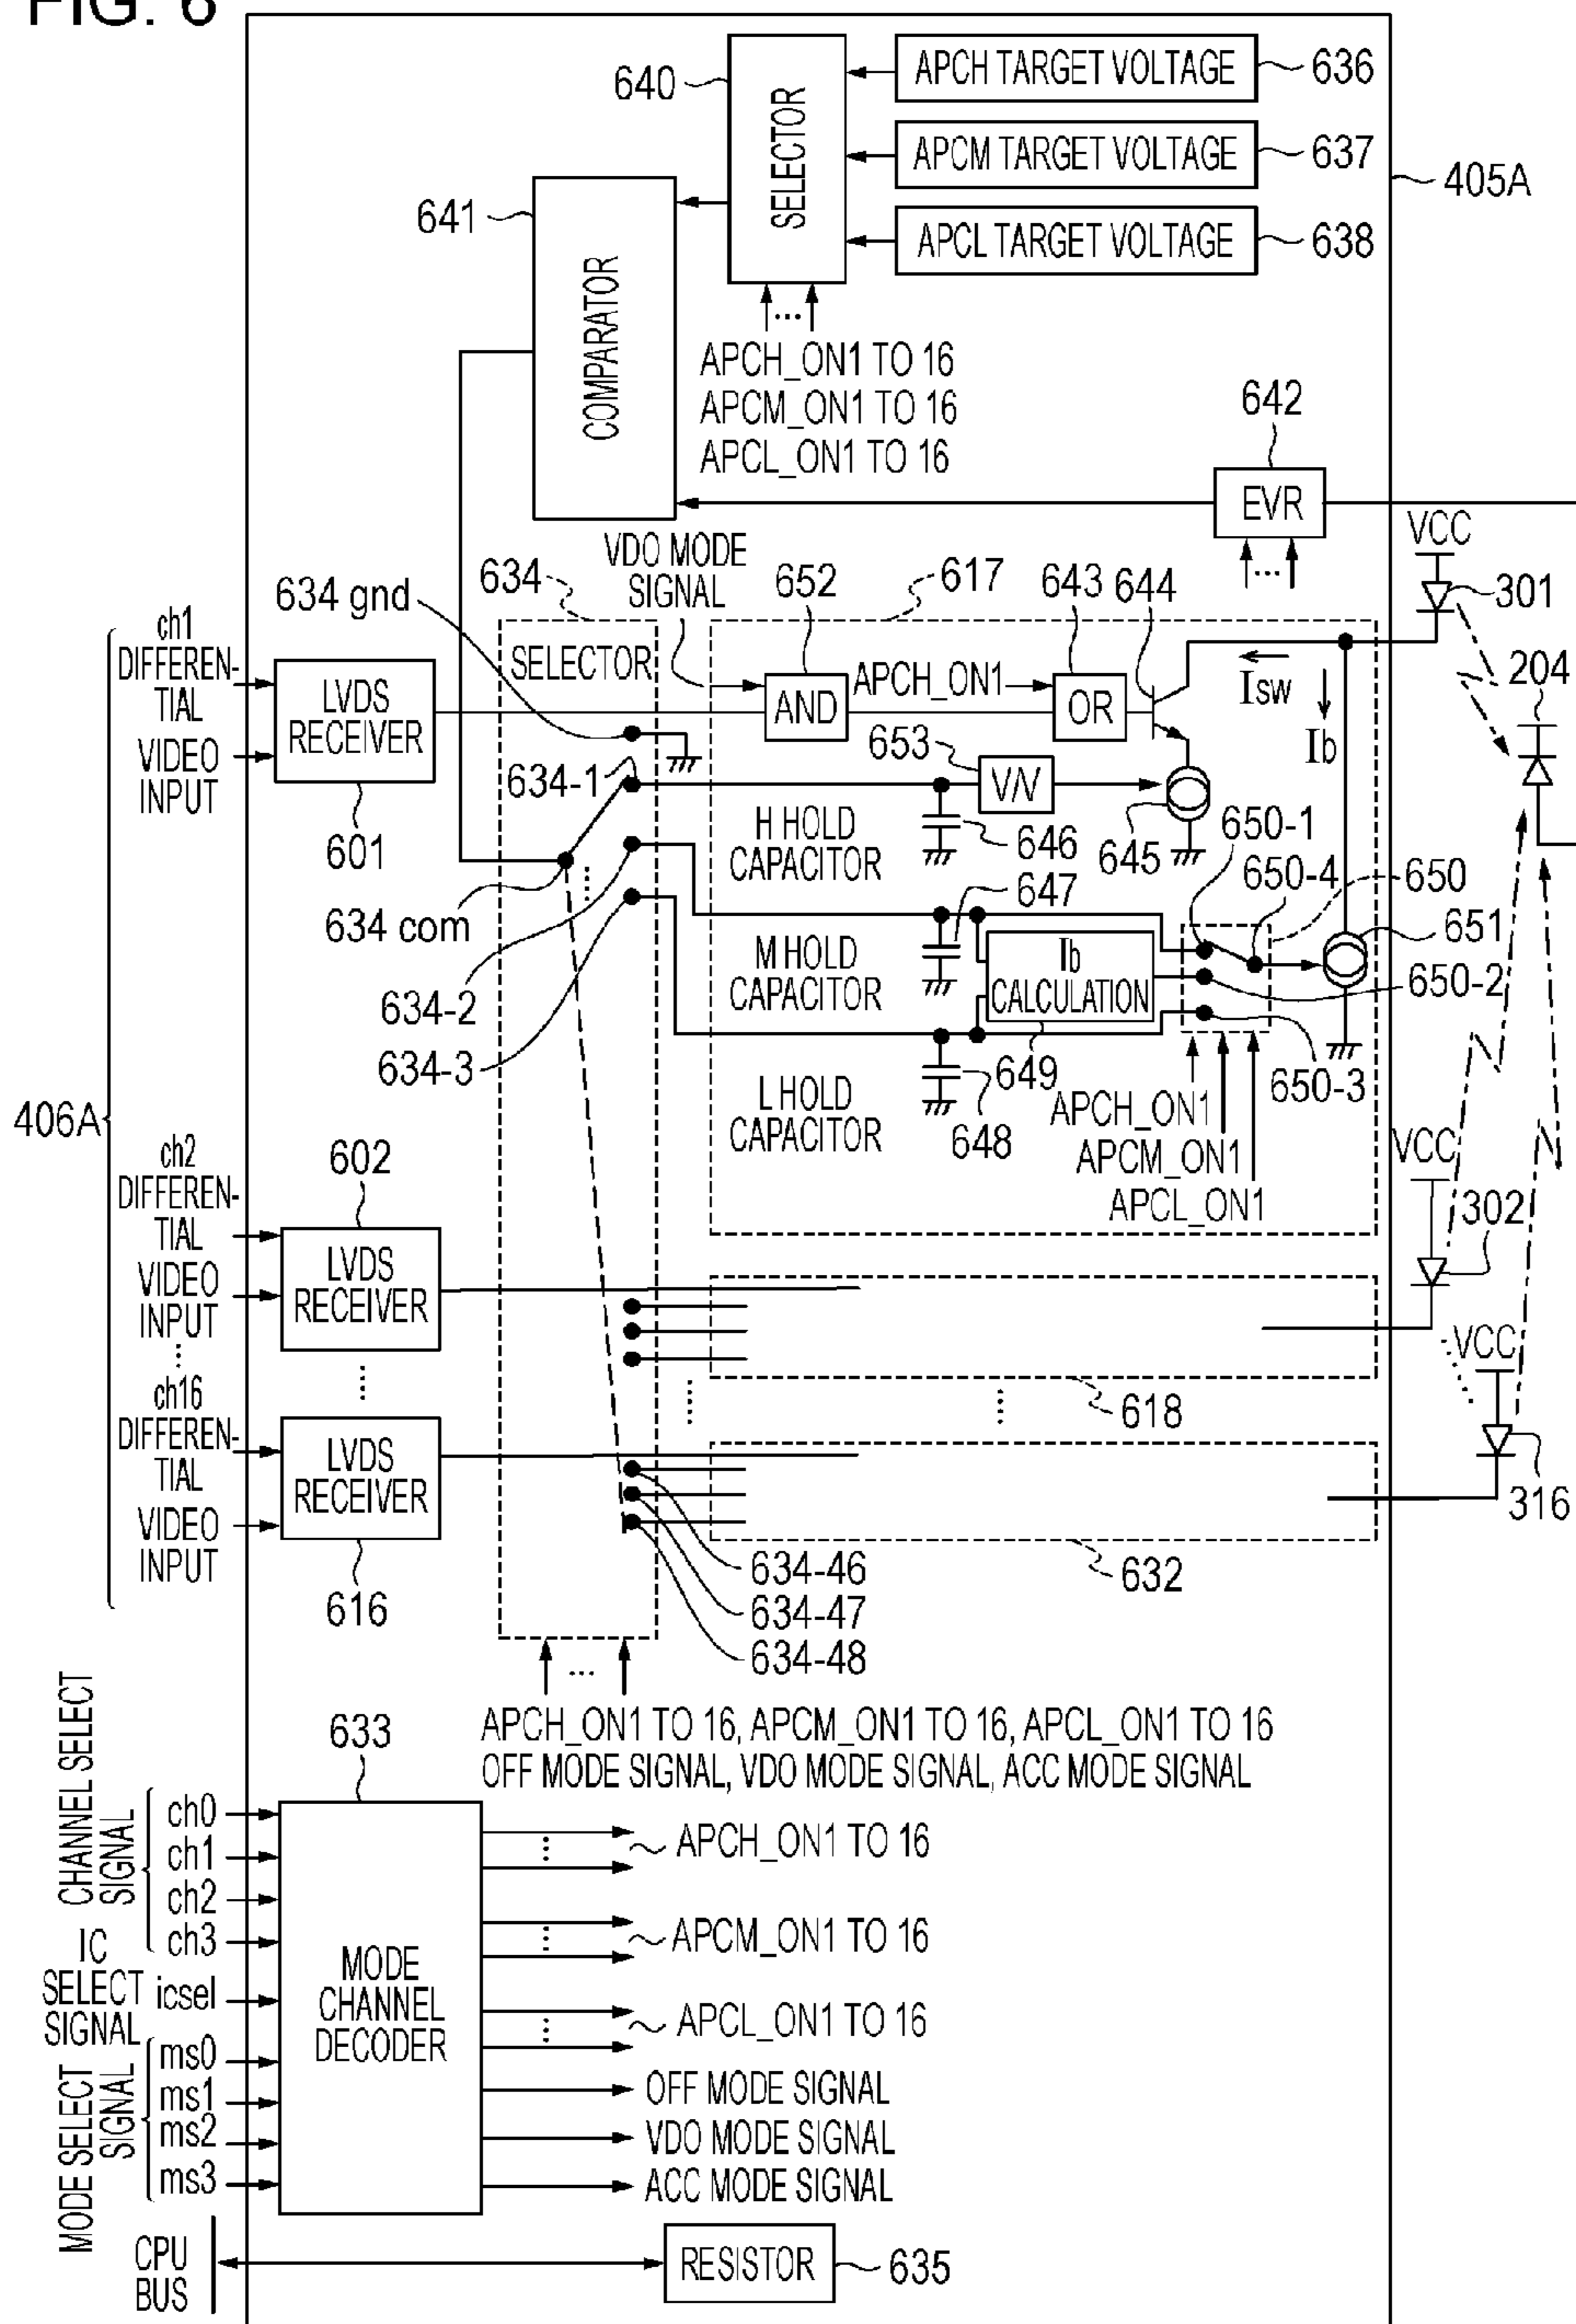 FIG. 6
640
SELECTOR
APCH TARGET VOLTAGE
636
APCM TARGET VOLTAGE
637
APCL TARGET VOLTAGE
638
405A
641
COMPARATOR
...
APCH_ON1 TO 16
APCM_ON1 TO 16
APCL_ON1 TO 16
642
EVR
...
VCC
301
204
634 gnd
634
VDO MODE
SIGNAL
652
617
643
644
ch1
DIFFEREN-
TIAL
VIDEO
INPUT
LVDS
RECEIVER
601
SELECTOR
AND
APCH_ON1
OR
Isw
Ib
634-1
653
V/V
H HOLD
CAPACITOR
646
645
650-1
650-4
650
634 com
647
651
634-2
M HOLD
CAPACITOR
Ib
CALCULATION
650-2
634-3
649
650-3
406A
L HOLD
CAPACITOR
648
APCH_ON1
APCM_ON1
APCL_ON1
ch2
DIFFEREN-
TIAL
VIDEO
INPUT
602
LVDS
RECEIVER
VCC
302
618
VCC
ch16
DIFFEREN-
TIAL
VIDEO
INPUT
LVDS
RECEIVER
616
316
634-46
634-47
634-48
632
...
APCH_ON1 TO 16, APCM_ON1 TO 16, APCL_ON1 TO 16
OFF MODE SIGNAL, VDO MODE SIGNAL, ACC MODE SIGNAL
633
CHANNEL SELECT
SIGNAL
ch0
ch1
ch2
ch3
IC
SELECT
SIGNAL
icsel
MODE SELECT
SIGNAL
ms0
ms1
ms2
ms3
MODE
CHANNEL
DECODER
APCH_ON1 TO 16
APCM_ON1 TO 16
APCL_ON1 TO 16
OFF MODE SIGNAL
VDO MODE SIGNAL
ACC MODE SIGNAL
CPU
BUS
RESISTOR
635